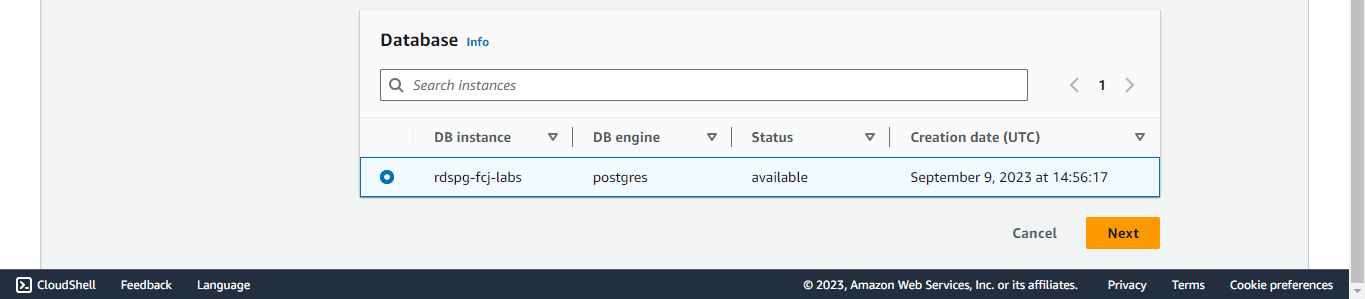 Database Info
Search instances
1
DB instance DB engine Status Creation date (UTC)
rdspg-fcj-labs postgres available September 9, 2023 at 14:56:17
Cancel Next
CloudShell Feedback Language © 2023, Amazon Web Services, Inc. or its affiliates. Privacy Terms Cookie preferences